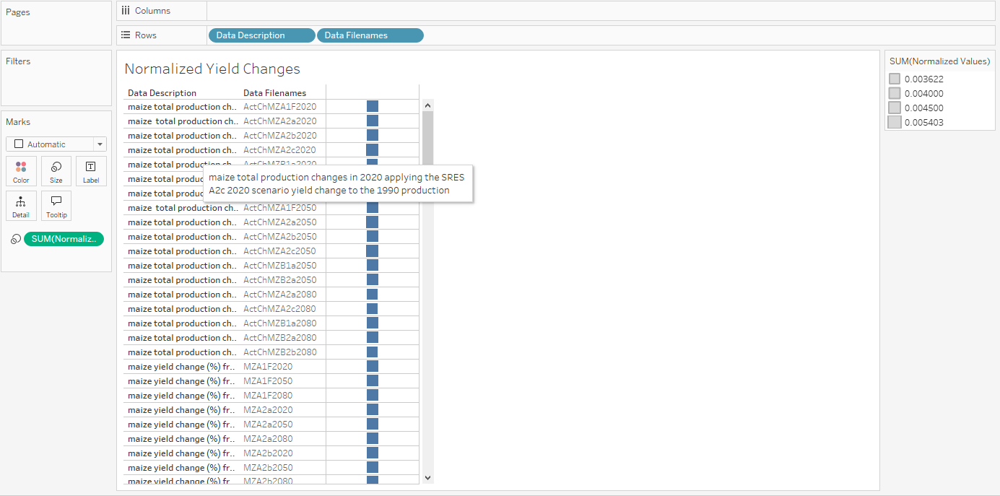 Pages
Columns
Rows
Data Description
Data Filenames
Filters
Marks
Automatic
Color
Size
Label
Detail
Tooltip
SUM(Normaliz..
Normalized Yield Changes
Data Description Data Filenames
maize total production ch.. ActChMZA1F2020
maize  total production ch.. ActChMZA2a2020
maize total production ch.. ActChMZA2b2020
maize total production ch.. ActChMZA2c2020
maize total production ch.. ActChMZB1a2020
maize total produc
maize total produc
maize total production changes in 2020 applying the SRES
A2c 2020 scenario yield change to the 1990 production
maize  total production ch.. ActChMZA1F2050
maize total production ch.. ActChMZA2a2050
maize total production ch.. ActChMZA2b2050
maize total production ch.. ActChMZA2c2050
maize total production ch.. ActChMZB1a2050
maize total production ch.. ActChMZB2a2050
maize total production ch.. ActChMZA2a2080
maize total production ch.. ActChMZA2c2080
maize total production ch.. ActChMZB1a2080
maize total production ch.. ActChMZB2a2080
maize total production ch.. ActChMZB2b2080
maize yield change (%) fr.. MZA1F2020
maize yield change (%) fr.. MZA1F2050
maize yield change (%) fr.. MZA1F2080
maize yield change (%) fr.. MZA2a2020
maize yield change (%) fr.. MZA2a2050
maize yield change (%) fr.. MZA2a2080
maize yield change (%) fr.. MZA2b2020
maize yield change (%) fr.. MZA2b2050
maize yield change (%) fr.. MZA2b2080
SUM(Normalized Values)
0.003622
0.004000
0.004500
0.005403